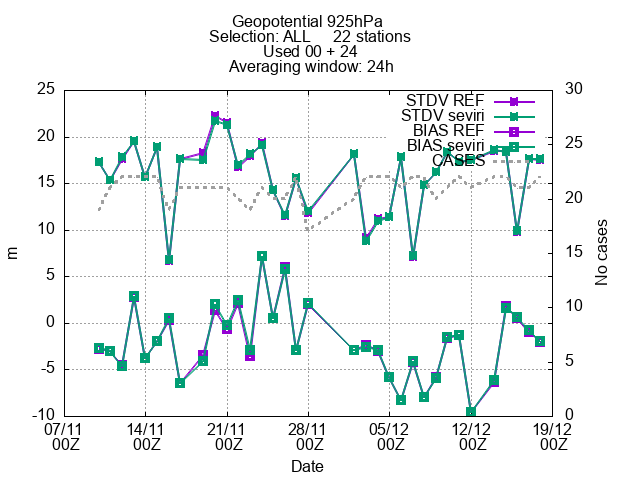 Geopotential 925hPa
Selection: ALL 22 stations
Used 00 + 24
Averaging window: 24h
25 30
STDV REF
STDV seviri
BIAS REF
BIAS seviri
CASES
20 25
15 20
10
5 15
0 10
-5 5
-10 0
m
No cases
07/11 14/11 21/11 28/11 05/12 12/12 19/12
00Z 00Z 00Z 00Z 00Z 00Z 00Z
Date